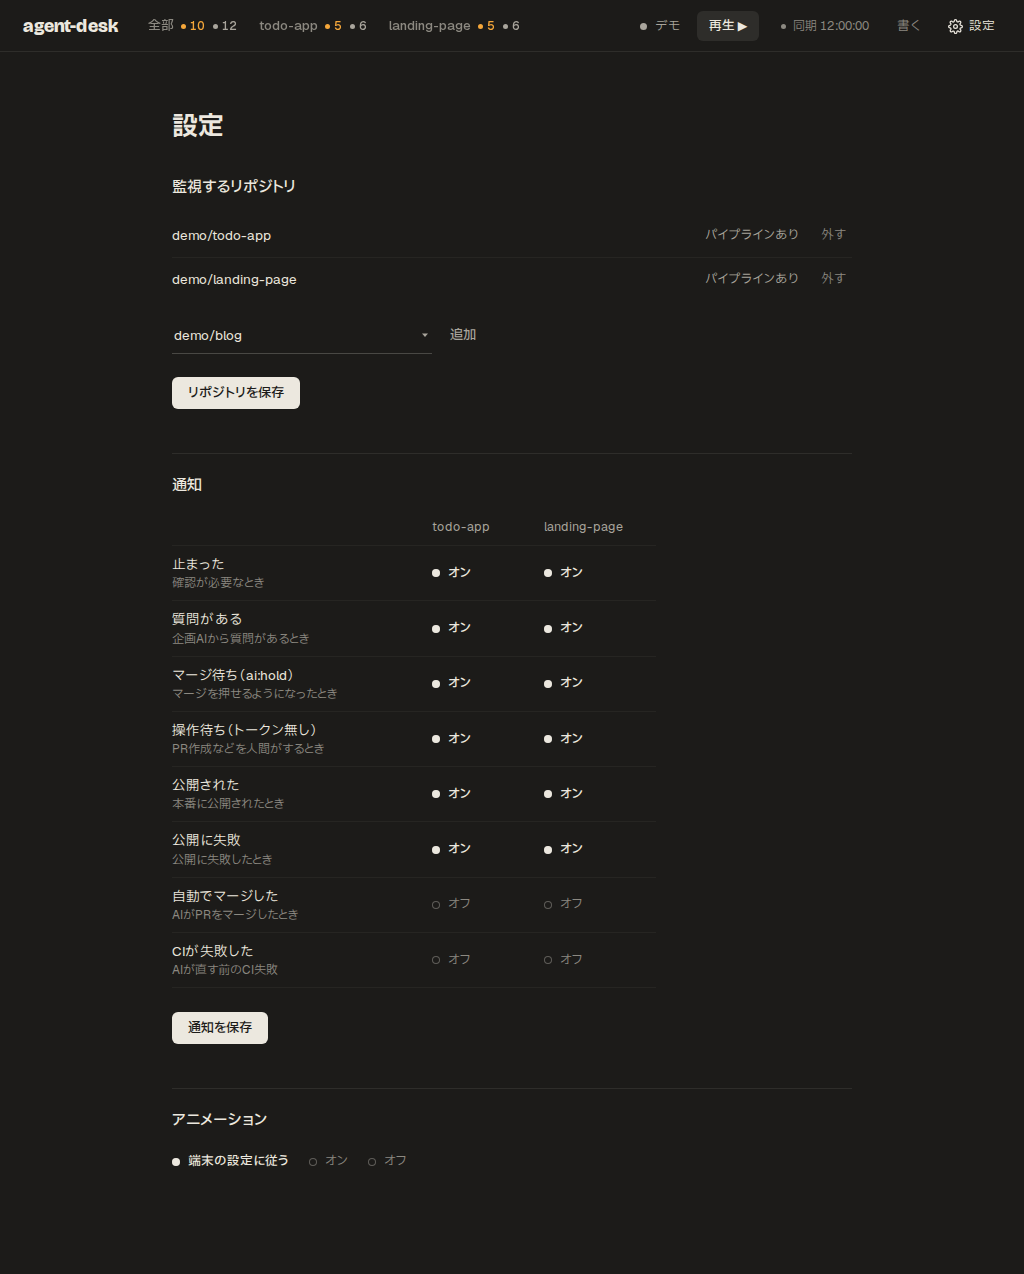 agent-desk 全部 10 12 todo-app 5 6 landing-page 5 6 デモ 再生 ▶ 同期 12:00:00 書く 設定
設定
監視するリポジトリ
demo/todo-app パイプラインあり 外す
demo/landing-page パイプラインあり 外す
demo/blog 追加
リポジトリを保存
通知
todo-app landing-page
止まった
確認が必要なとき
オン オン
質問がある
企画AIから質問があるとき
オン オン
マージ待ち（ai:hold）
マージを押せるようになったとき
オン オン
操作待ち（トークン無し）
PR作成などを人間がするとき
オン オン
公開された
本番に公開されたとき
オン オン
公開に失敗
公開に失敗したとき
オン オン
自動でマージした
AIがPRをマージしたとき
オフ オフ
CIが失敗した
AIが直す前のCI失敗
オフ オフ
通知を保存
アニメーション
端末の設定に従う オン オフ